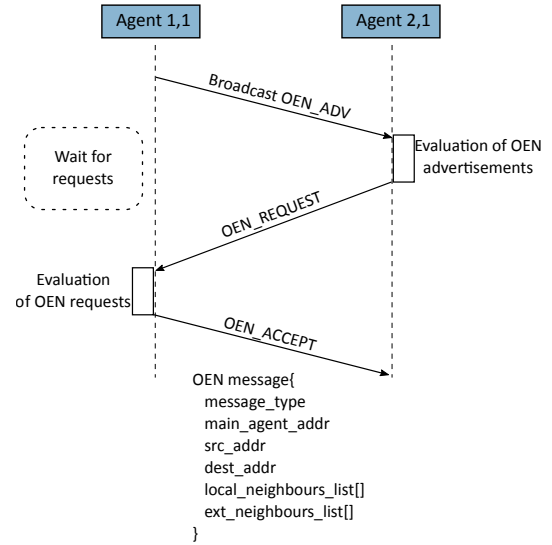 Agent 1,1
Agent 2,1
Broadcast OEN_ADV
Wait for
requests
Evaluation of OEN
advertisements
OEN_REQUEST
Evaluation
of OEN requests
OEN_ACCEPT
OEN message{
message_type
main_agent_addr
src_addr
dest_addr
local_neighbours_list[]
ext_neighbours_list[]
}